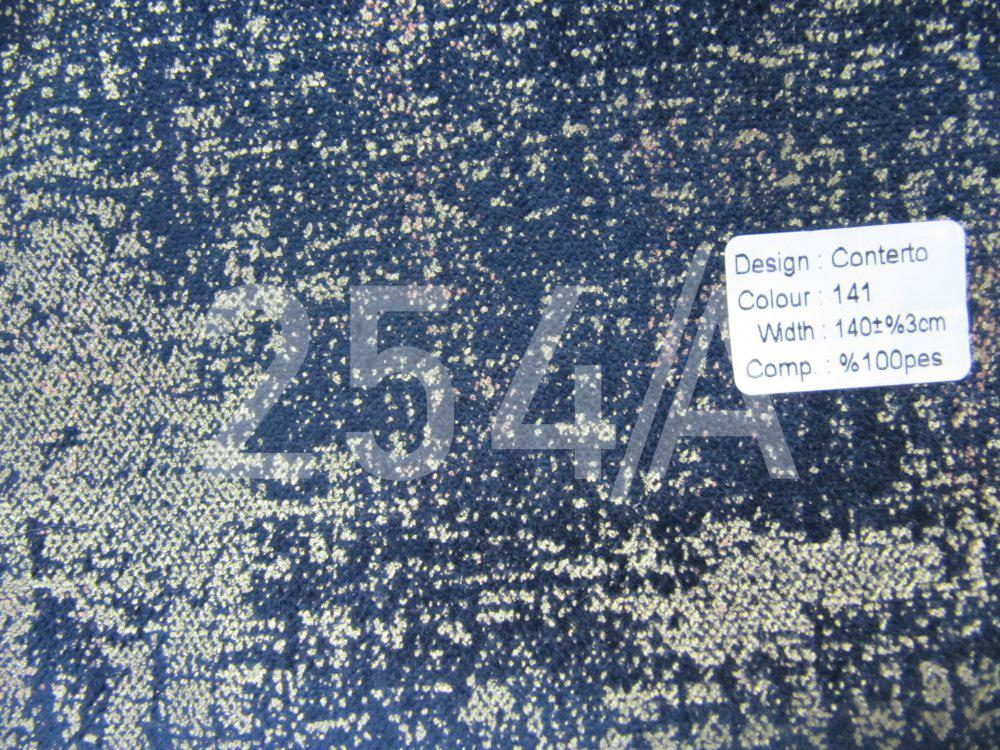 Design : Conterto
Colour : 141
Width : 140±%3cm
Comp. : %100pes
254//A